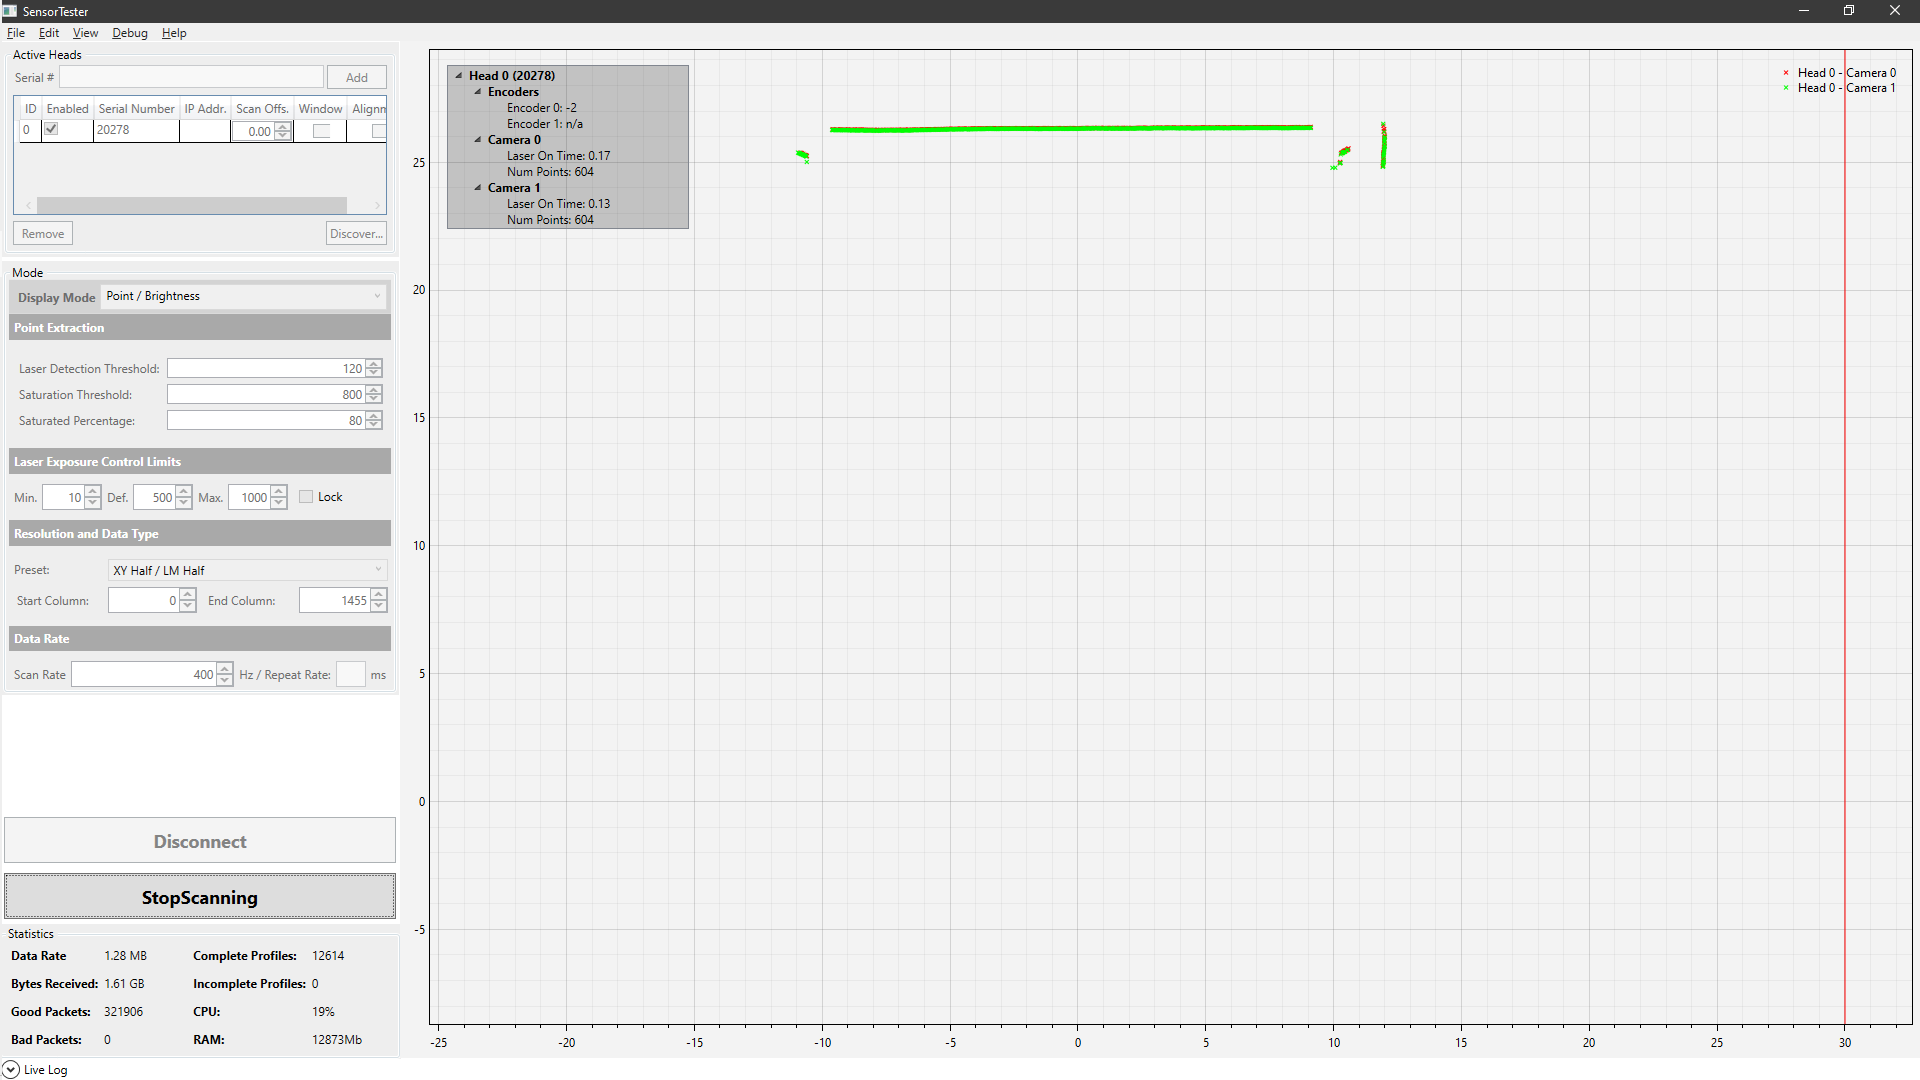 SensorTester
File Edit View Debug Help
Active Heads
Serial # Add
ID Enabled Serial Number IP Addr. Scan Offs. Window Alignn
0 20278 0.00
Remove Discover...
Mode
Display Mode Point / Brightness
Point Extraction
Laser Detection Threshold: 120
Saturation Threshold: 800
Saturated Percentage: 80
Laser Exposure Control Limits
Min. 10 Def. 500 Max. 1000 Lock
Resolution and Data Type
Preset: XY Half / LM Half
Start Column: 0 End Column: 1455
Data Rate
Scan Rate 400 Hz / Repeat Rate: ms
Disconnect
StopScanning
Statistics
Data Rate 1.28 MB Complete Profiles: 12614
Bytes Received: 1.61 GB Incomplete Profiles: 0
Good Packets: 321906 CPU: 19%
Bad Packets: 0 RAM: 12873Mb
Live Log
Head 0 (20278)
Encoders
Encoder 0: -2
Encoder 1: n/a
Camera 0
Laser On Time: 0.17
Num Points: 604
Camera 1
Laser On Time: 0.13
Num Points: 604
Head 0 - Camera 0
Head 0 - Camera 1
25
20
15
10
5
0
-5
-25 -20 -15 -10 -5 0 5 10 15 20 25 30